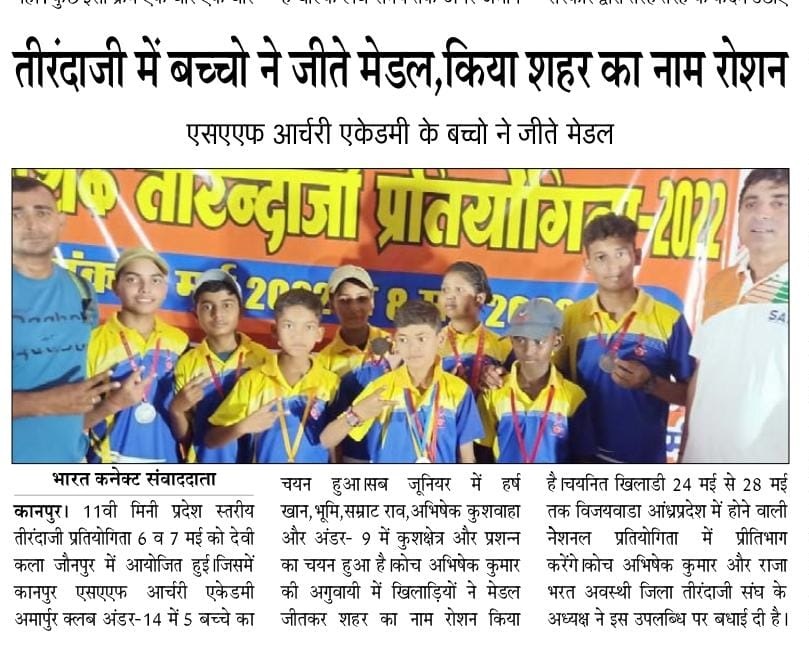 तीरंदाजी में बच्चो ने जीते मेडल,किया शहर का नाम रोशन
एसएएफ आर्चरी एकेडमी के बच्चो ने जीते मेडल
तीरन्दाजी प्रतियोगिता-2022
भारत कनेक्ट संवाददाता
कानपुर। 11वी मिनी प्रदेश स्तरीय
तीरंदाजी प्रतियोगिता 6 व 7 मई को देवी
कला जौनपुर में आयोजित हुई।जिसमें
कानपुर एसएएफ आर्चरी एकेडमी
अमार्पुर क्लब अंडर-14 में 5 बच्चे का
चयन हुआ।सब जूनियर में हर्ष
खान,भूमि,सम्राट राव,अभिषेक कुशवाहा
और अंडर- 9 में कुशक्षेत्र और प्रशन्न
का चयन हुआ है।कोच अभिषेक कुमार
की अगुवायी में खिलाड़ियों ने मेडल
जीतकर शहर का नाम रोशन किया
है।चयनित खिलाडी 24 मई से 28 मई
तक विजयवाडा आंध्रप्रदेश में होने वाली
नेशनल प्रतियोगिता में प्रीतिभाग
करेंगे।कोच अभिषेक कुमार और राजा
भरत अवस्थी जिला तीरंदाजी संघ के
अध्यक्ष ने इस उपलब्धि पर बधाई दी है।